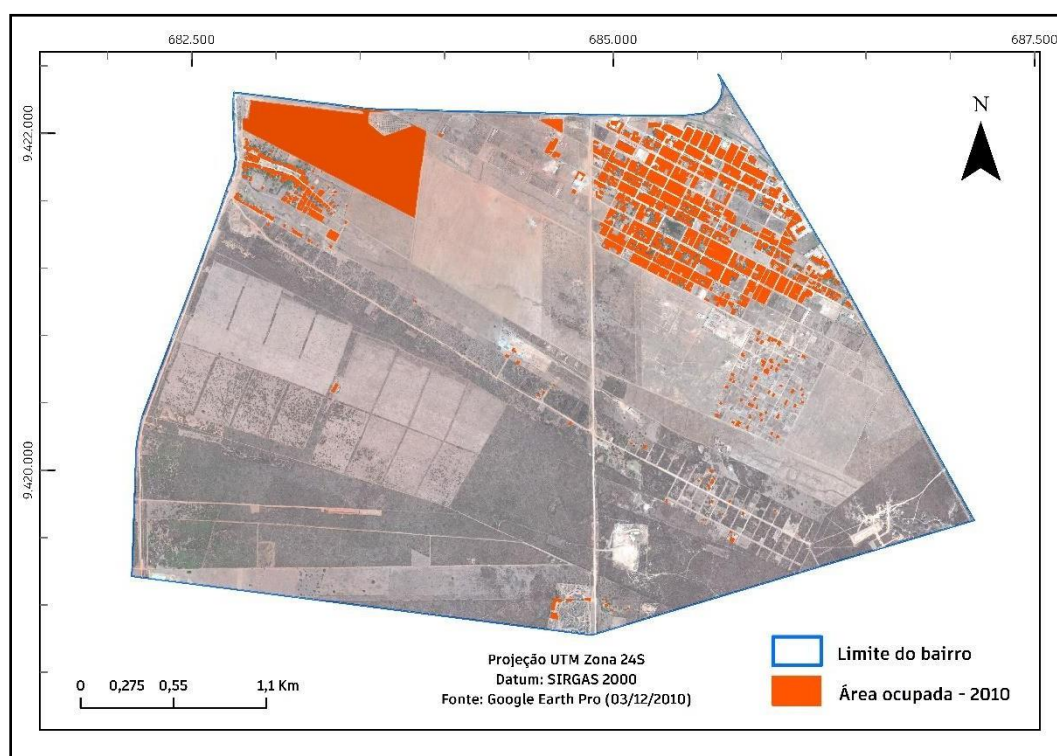 682.500 685.000 687.500
9.422.000
N
9.420.000
Projeção UTM Zona 24S
Datum: SIRGAS 2000
Fonte: Google Earth Pro (03/12/2010)
0 0,275 0,55 1,1 Km
Limite do bairro
Área ocupada - 2010